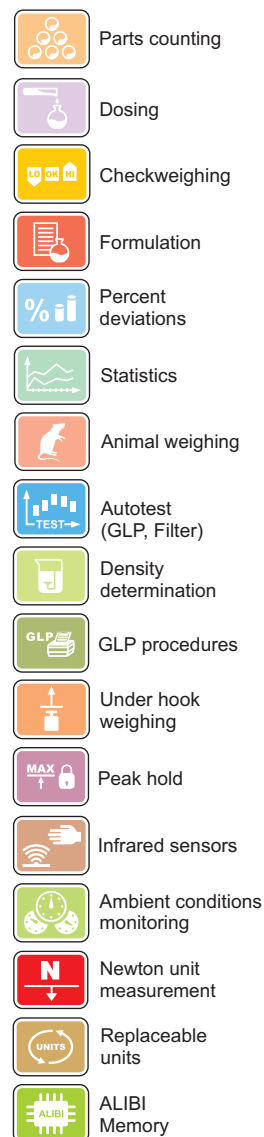 Parts counting
Dosing
LO OK HI
Checkweighing
Formulation
%
Percent
deviations
Statistics
Animal weighing
TEST
Autotest
(GLP, Filter)
Density
determination
GLP
GLP procedures
Under hook
weighing
MAX
Peak hold
Infrared sensors
Ambient conditions
monitoring
N
Newton unit
measurement
UNITS
Replaceable
units
ALIBI
ALIBI
Memory